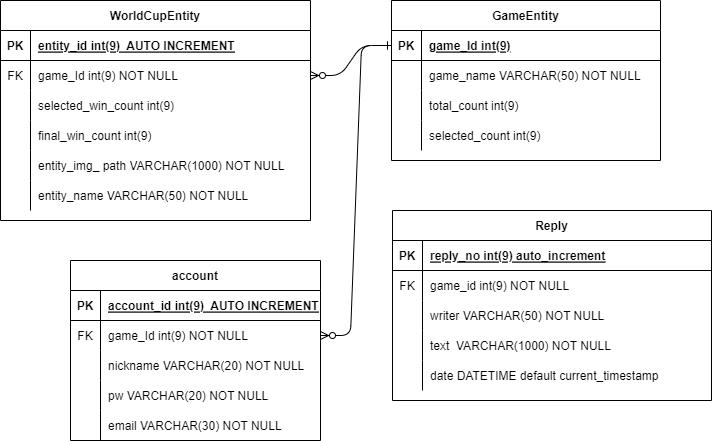 WorldCupEntity
PK entity_id int(9) AUTO INCREMENT
FK game_Id int(9) NOT NULL
selected_win_count int(9)
final_win_count int(9)
entity_img_ path VARCHAR(1000) NOT NULL
entity_name VARCHAR(50) NOT NULL
GameEntity
PK game_Id int(9)
game_name VARCHAR(50) NOT NULL
total_count int(9)
selected_count int(9)
account
PK account_id int(9) AUTO INCREMENT
FK game_Id int(9) NOT NULL
nickname VARCHAR(20) NOT NULL
pw VARCHAR(20) NOT NULL
email VARCHAR(30) NOT NULL
Reply
PK reply_no int(9) auto_increment
FK game_id int(9) NOT NULL
writer VARCHAR(50) NOT NULL
text VARCHAR(1000) NOT NULL
date DATETIME default current_timestamp